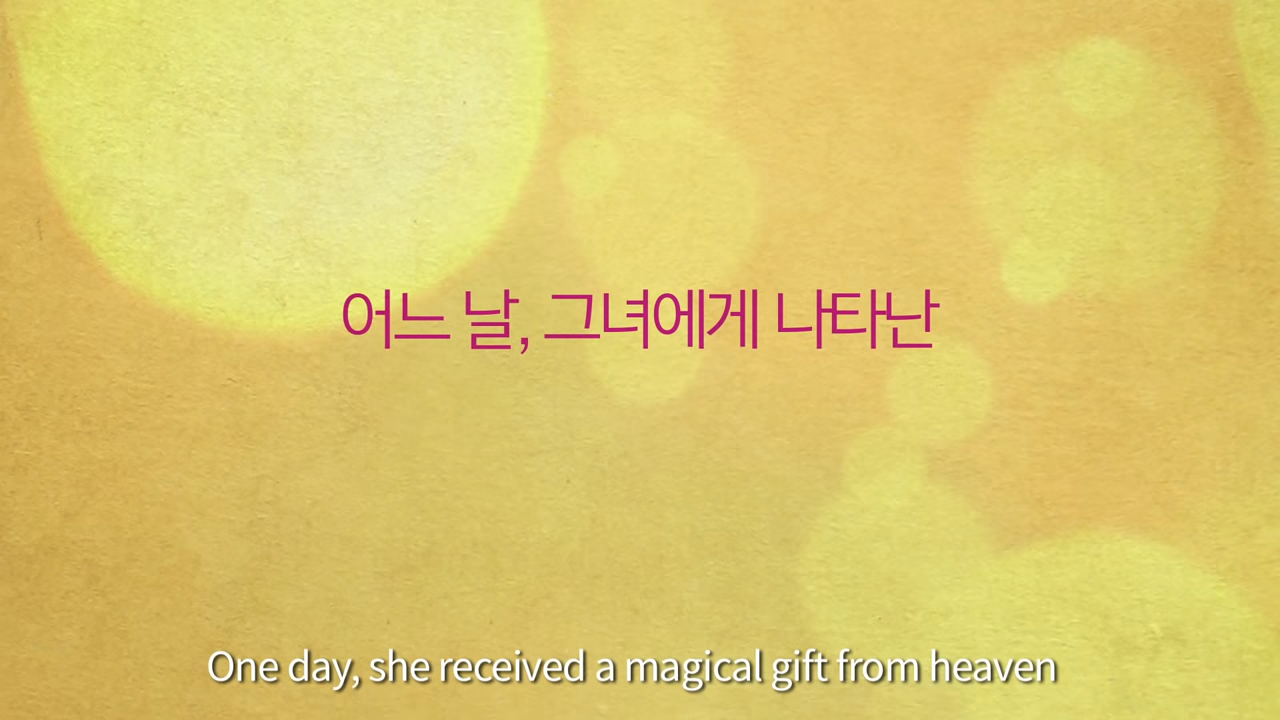 어느 날, 그녀에게 나타난
One day, she received a magical gift from heaven